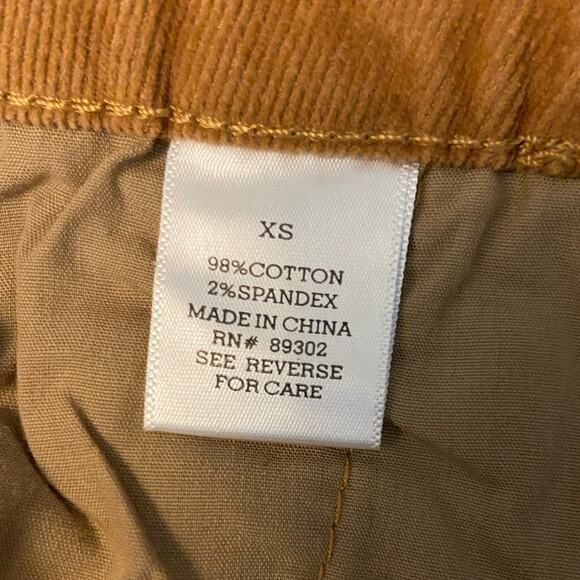 XS
98%COTTON
2%SPANDEX
MADE IN CHINA
RN# 89302
SEE REVERSE
FOR CARE